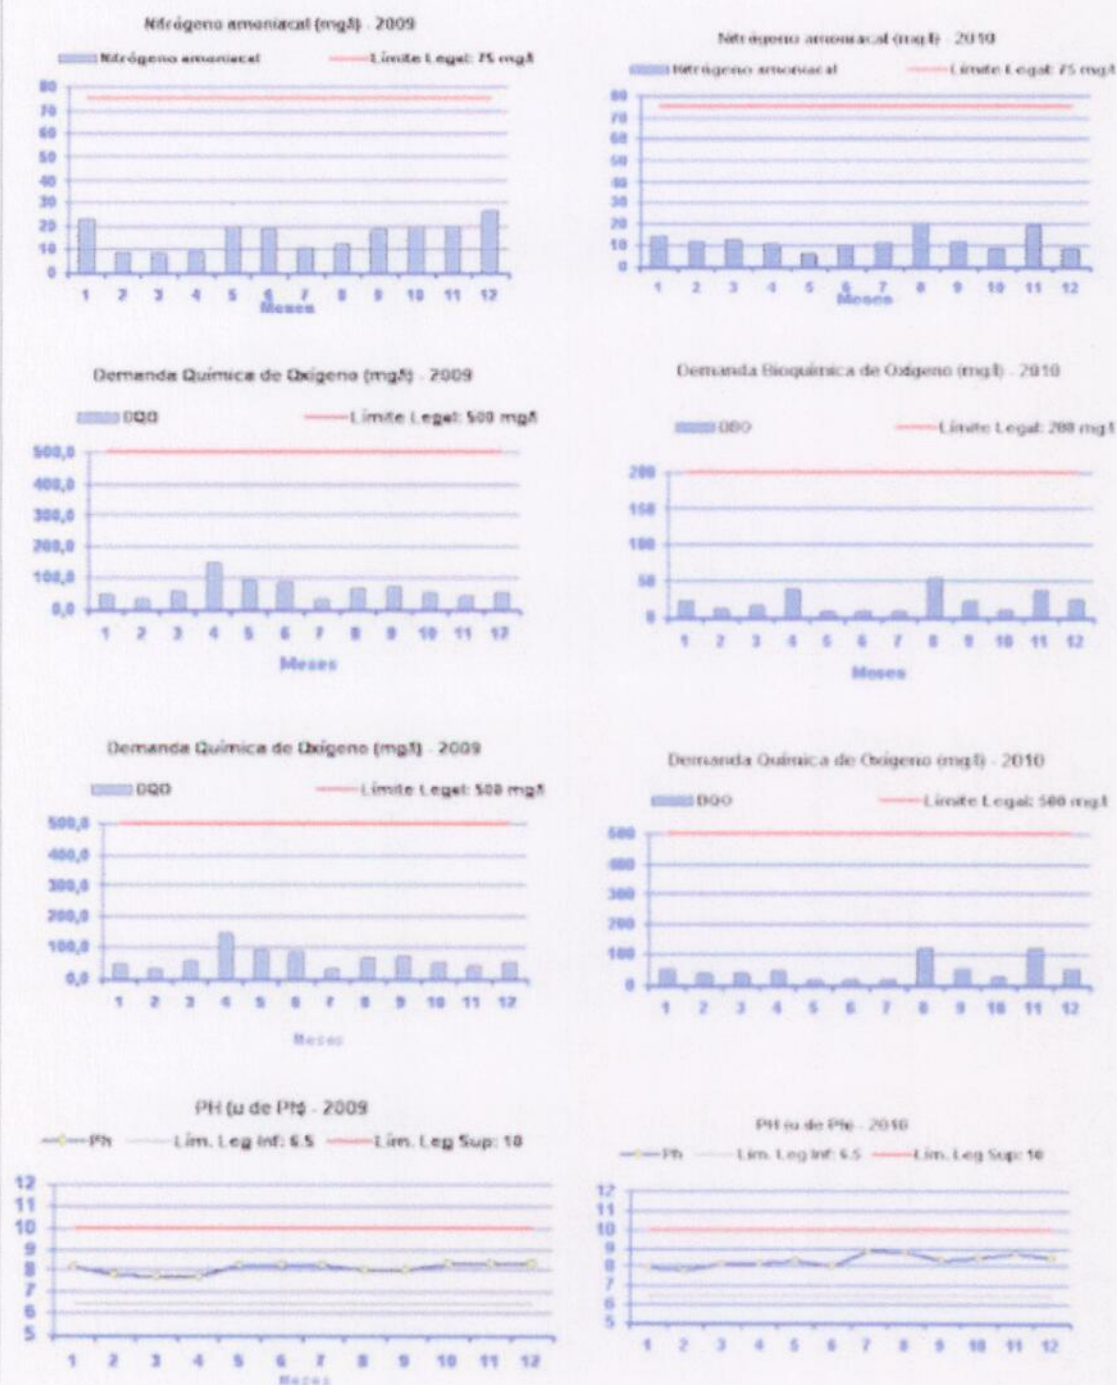 Nitrógeno amoniacal (mg/l) - 2009
Nitrógeno amoniacal Límite Legal: 75 mg/l
80
70
60
50
40
30
20
10
0
1 2 3 4 5 6 7 8 9 10 11 12
Meses
Nitrógeno amoniacal (mg/l) - 2010
Nitrógeno amoniacal Límite Legal: 75 mg/l
80
70
60
50
40
30
20
10
0
1 2 3 4 5 6 7 8 9 10 11 12
Meses
Demanda Química de Oxígeno (mg/l) - 2009
DQO Límite Legal: 500 mg/l
500,0
400,0
300,0
200,0
100,0
0,0
1 2 3 4 5 6 7 8 9 10 11 12
Meses
Demanda Bioquímica de Oxígeno (mg/l) - 2010
DBO Límite Legal: 200 mg/l
200
150
100
50
0
1 2 3 4 5 6 7 8 9 10 11 12
Meses
Demanda Química de Oxígeno (mg/l) - 2009
DQO Límite Legal: 500 mg/l
500,0
400,0
300,0
200,0
100,0
0,0
1 2 3 4 5 6 7 8 9 10 11 12
Meses
Demanda Química de Oxígeno (mg/l) - 2010
DQO Límite Legal: 500 mg/l
500
400
300
200
100
0
1 2 3 4 5 6 7 8 9 10 11 12
PH (u de Ph) - 2009
Ph Lím. Leg Inf: 6.5 Lím. Leg Sup: 10
12
11
10
9
8
7
6
5
1 2 3 4 5 6 7 8 9 10 11 12
Meses
PH (u de Ph) - 2010
Ph Lím. Leg Inf: 6.5 Lím. Leg Sup: 10
12
11
10
9
8
7
6
5
1 2 3 4 5 6 7 8 9 10 11 12